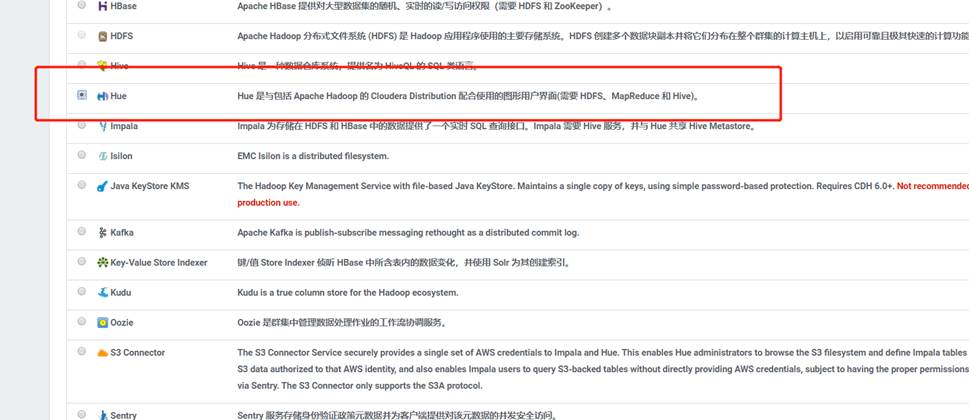 HBase Apache HBase 提供对大型数据集的随机、实时的读/写访问权限（需要 HDFS 和 ZooKeeper）。
HDFS Apache Hadoop 分布式文件系统 (HDFS) 是 Hadoop 应用程序使用的主要存储系统。HDFS 创建多个数据块副本并将它们分布在整个群集的计算主机上，以启用可靠且极其快速的计算功能
Hive Hive 是一种数据仓库系统，提供名为 HiveQL 的 SQL 类语言。
Hue Hue 是与包括 Apache Hadoop 的 Cloudera Distribution 配合使用的图形用户界面(需要 HDFS、MapReduce 和 Hive)。
Impala Impala 为存储在 HDFS 和 HBase 中的数据提供了一个实时 SQL 查询接口。Impala 需要 Hive 服务，并与 Hue 共享 Hive Metastore。
Isilon EMC Isilon is a distributed filesystem.
Java KeyStore KMS The Hadoop Key Management Service with file-based Java KeyStore. Maintains a single copy of keys, using simple password-based protection. Requires CDH 6.0+. Not recommended
production use.
Kafka Apache Kafka is publish-subscribe messaging rethought as a distributed commit log.
Key-Value Store Indexer 键/值 Store Indexer 侦听 HBase 中所含表内的数据变化，并使用 Solr 为其创建索引。
Kudu Kudu is a true column store for the Hadoop ecosystem.
Oozie Oozie 是群集中管理数据处理作业的工作流协调服务。
S3 Connector The S3 Connector Service securely provides a single set of AWS credentials to Impala and Hue. This enables Hue administrators to browse the S3 filesystem and define Impala tables
S3 data authorized to that AWS identity, and also enables Impala users to query S3-backed tables without directly providing AWS credentials, subject to having the proper permissions
via Sentry. The S3 Connector only supports the S3A protocol.
Sentry Sentry 服务存储身份验证政策元数据并为客户端提供对该元数据的并发安全访问。